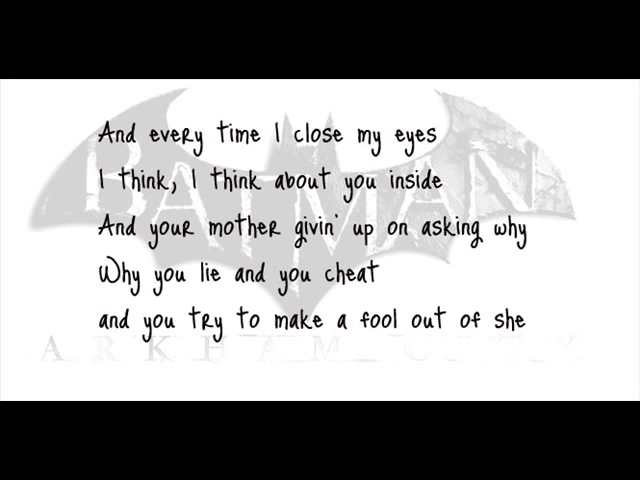 And every time I close my eyes
I think, I think about you inside
And your mother givin' up on asking why
Why you lie and you cheat
and you try to make a fool out of she
BATMAN
ARKHAM CITY